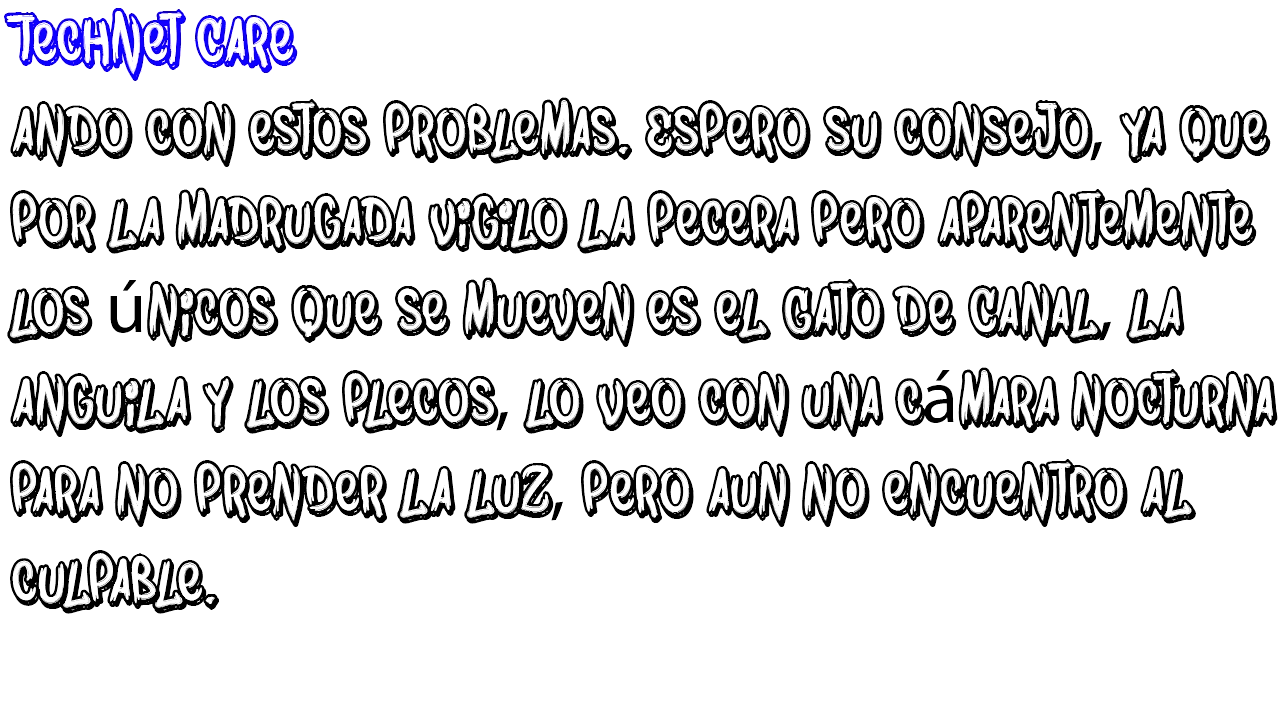 Technet Care
ando con estos problemas. Espero su consejo, ya que
por la madrugada vigilo la pecera pero aparentemente
los únicos que se mueven es el gato de canal, la
anguila y los plecos, lo veo con una cámara nocturna
para no prender la luz, pero aun no encuentro al
culpable.